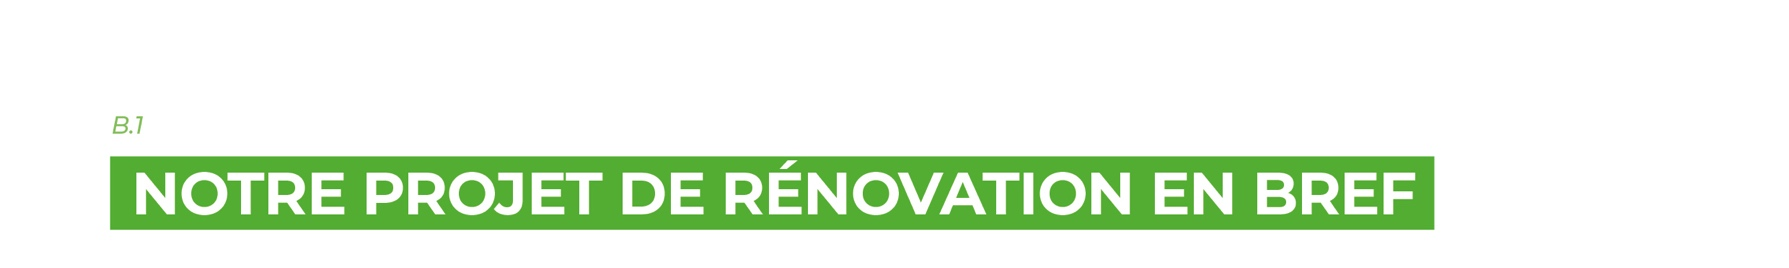 B.1
NOTRE PROJET DE RÉNOVATION EN BREF